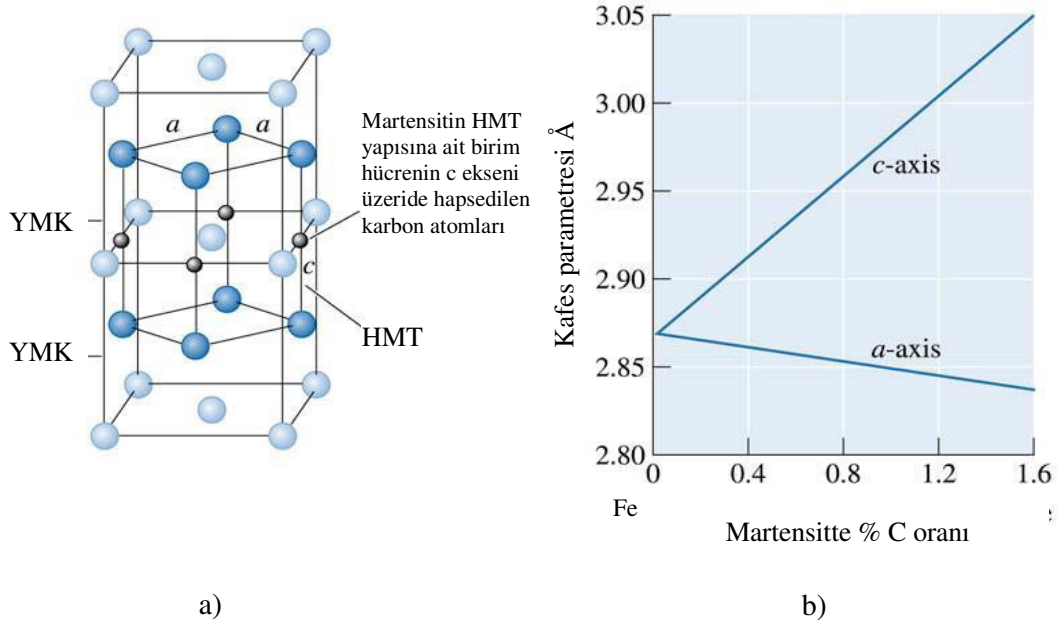 a
a
Martensitin HMT
yapısına ait birim
hücrenin c ekseni
üzeride hapsedilen
karbon atomları
YMK
c
HMT
YMK
a)
Kafes parametresi Å
3.05
3.00
2.95
2.90
2.85
2.80
c-axis
a-axis
0
0.4
0.8
1.2
1.6
Fe
Martensitte % C oranı
b)